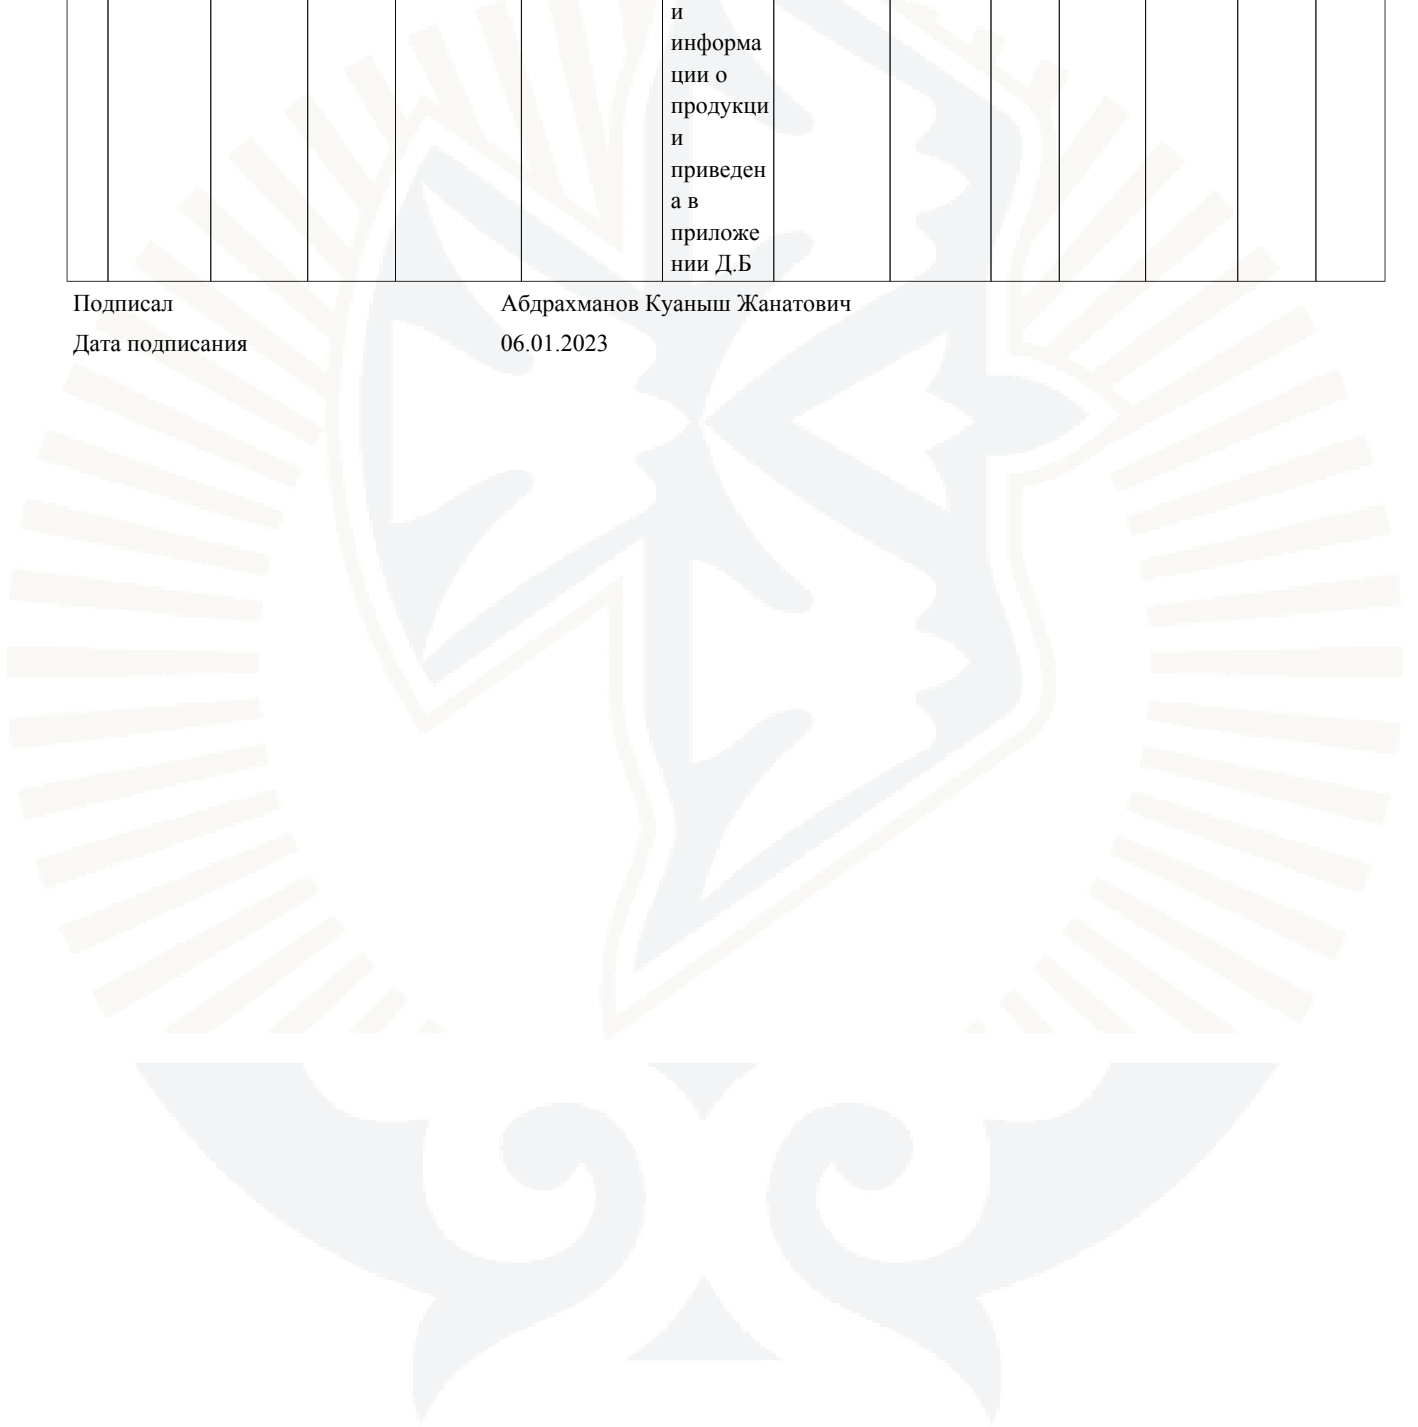 и
информа
ции о
продукци
и
приведен
а в
приложе
нии Д.Б
Подписал Абдрахманов Куаныш Жанатович
Дата подписания 06.01.2023